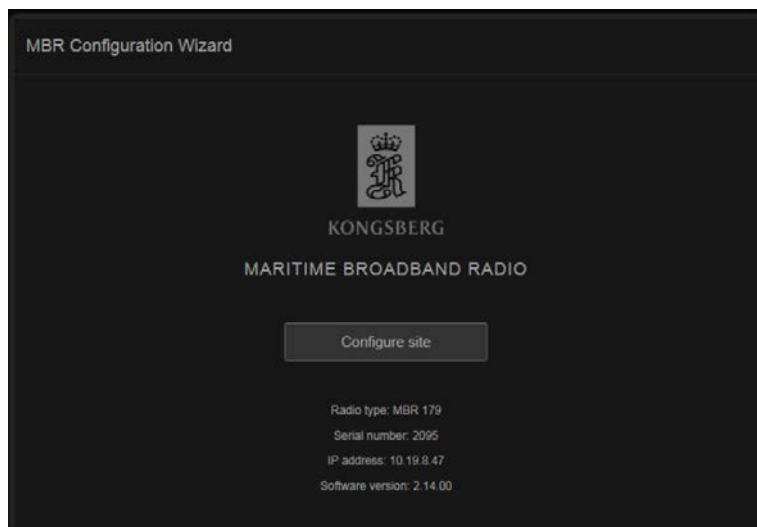 MBR Configuration Wizard
KONGSBERG
MARITIME BROADBAND RADIO
Configure site
Radio type: MBR 179
Serial number: 2095
IP address: 10.19.8.47
Software version: 2.14.00